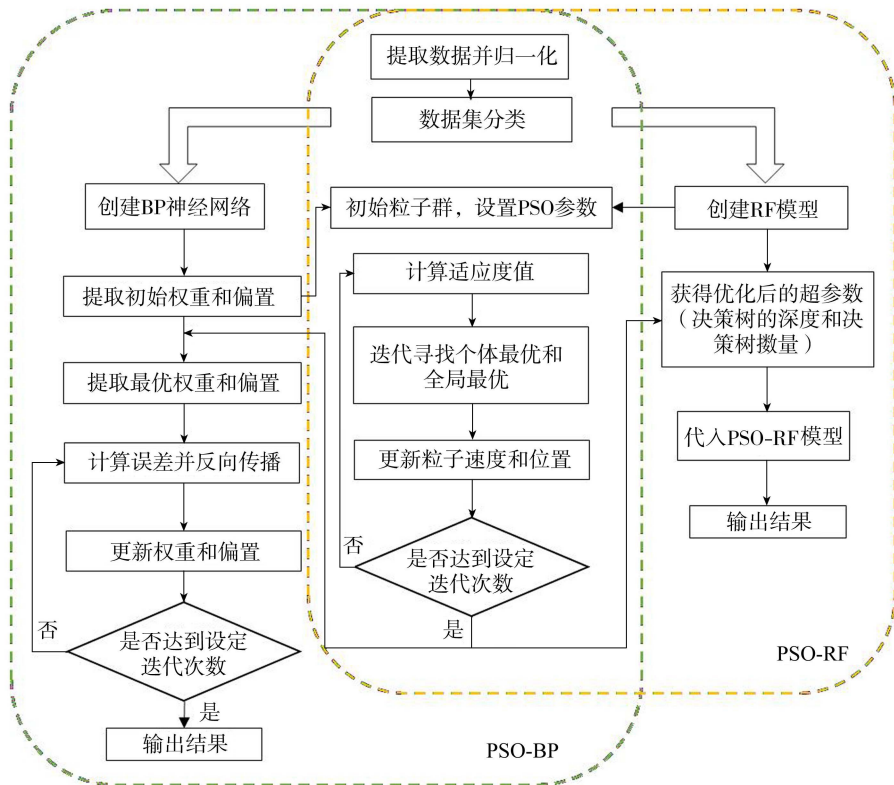 提取数据并归一化
数据集分类
创建BP神经网络
初始粒子群，设置PSO参数
创建RF模型
提取初始权重和偏置
计算适应度值
获得优化后的超参数
（决策树的深度和决
策树数量）
提取最优权重和偏置
迭代寻找个体最优和
全局最优
计算误差并反向传播
更新粒子速度和位置
代入PSO-RF模型
更新权重和偏置
否
是否达到设定
迭代次数
输出结果
否
是否达到设定
迭代次数
是
PSO-RF
是
输出结果
PSO-BP